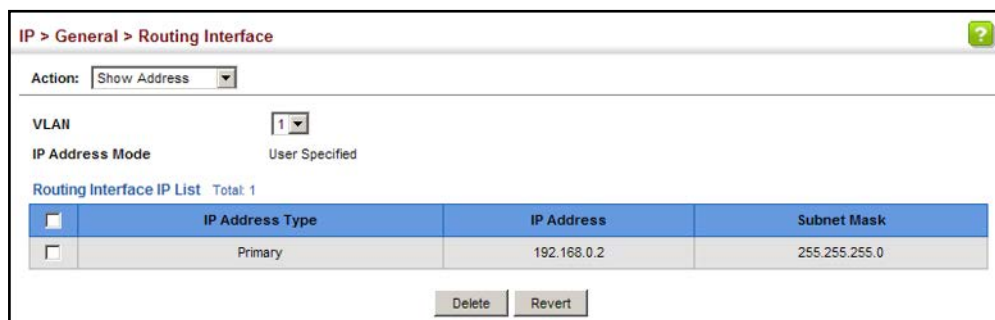 IP > General > Routing Interface
?
Action: Show Address
VLAN 1
IP Address Mode User Specified
Routing Interface IP List Total: 1
IP Address Type IP Address Subnet Mask
Primary 192.168.0.2 255.255.255.0
Delete Revert